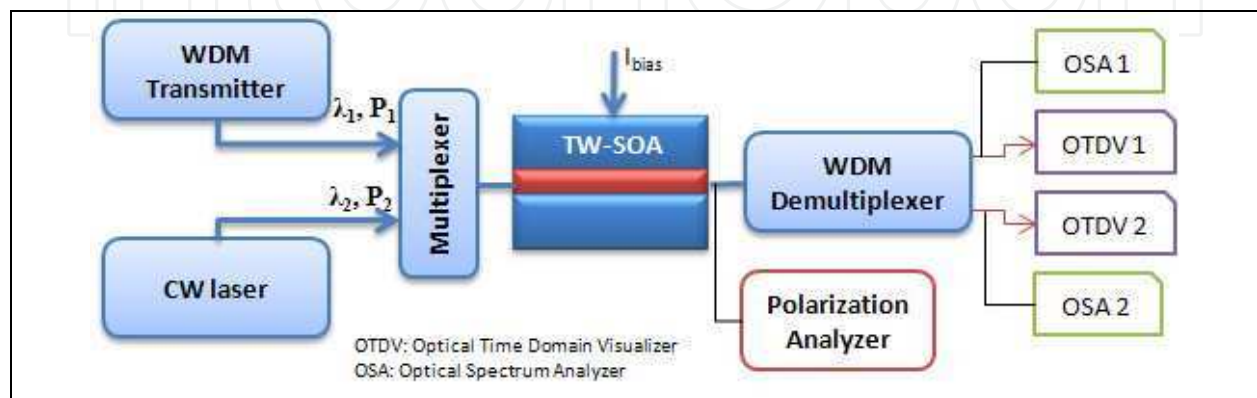 WDM
Transmitter
λ₁, P₁
λ₂, P₂
CW laser
Multiplexer
I_bias
TW-SOA
WDM
Demultiplexer
Polarization
Analyzer
OSA 1
OTDV 1
OTDV 2
OSA 2
OTDV: Optical Time Domain Visualizer
OSA: Optical Spectrum Analyzer